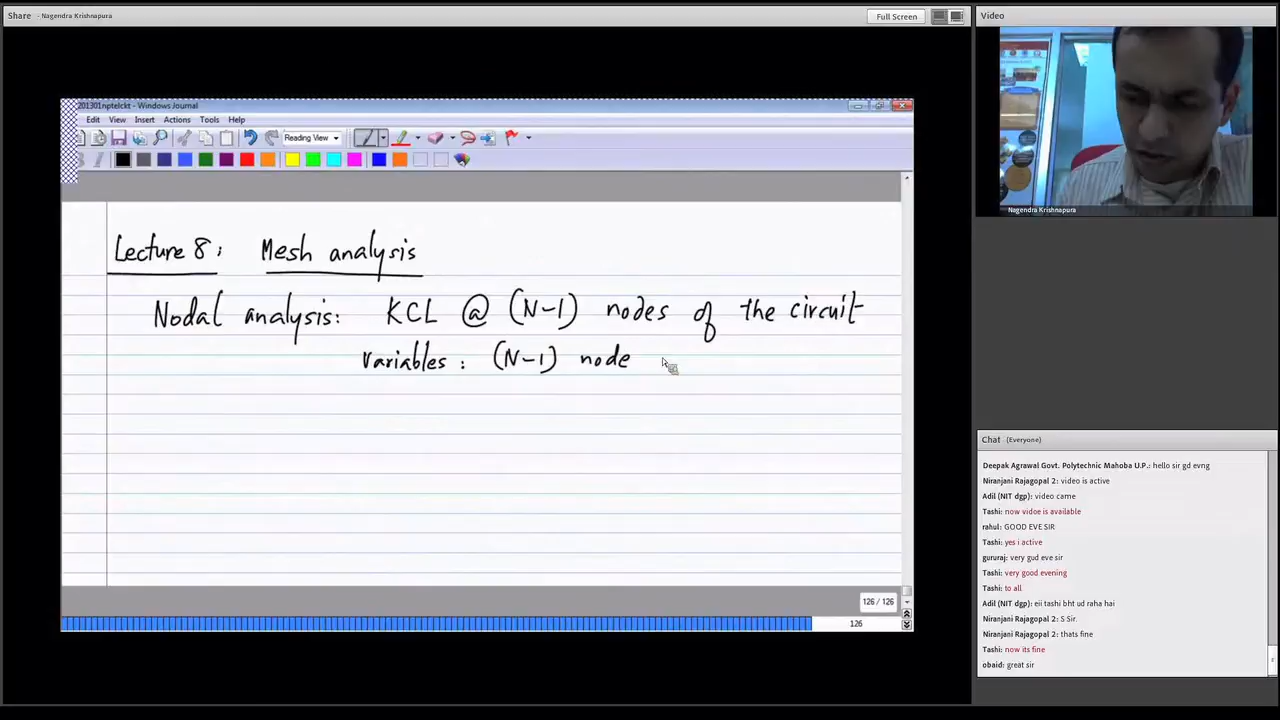 Share - Nagendra Krishnapura
Full Screen
Video
201301nptelckt - Windows Journal
Edit View Insert Actions Tools Help
Reading View
Lecture 8: Mesh analysis
Nodal analysis: KCL @ (N-1) nodes of the circuit
variables: (N-1) node
126 / 126
126
Nagendra Krishnapura
Chat (Everyone)
Deepak Agrawal Govt. Polytechnic Mahoba U.P.: hello sir gd evng
Niranjani Rajagopal 2: video is active
Adil (NIT dgp): video came
Tashi: now vidoe is available
rahul: GOOD EVE SIR
Tashi: yes i active
gururaj: very gud eve sir
Tashi: very good evening
Tashi: to all
Adil (NIT dgp): eii tashi bht ud raha hai
Niranjani Rajagopal 2: S Sir.
Niranjani Rajagopal 2: thats fine
Tashi: now its fine
obaid: great sir